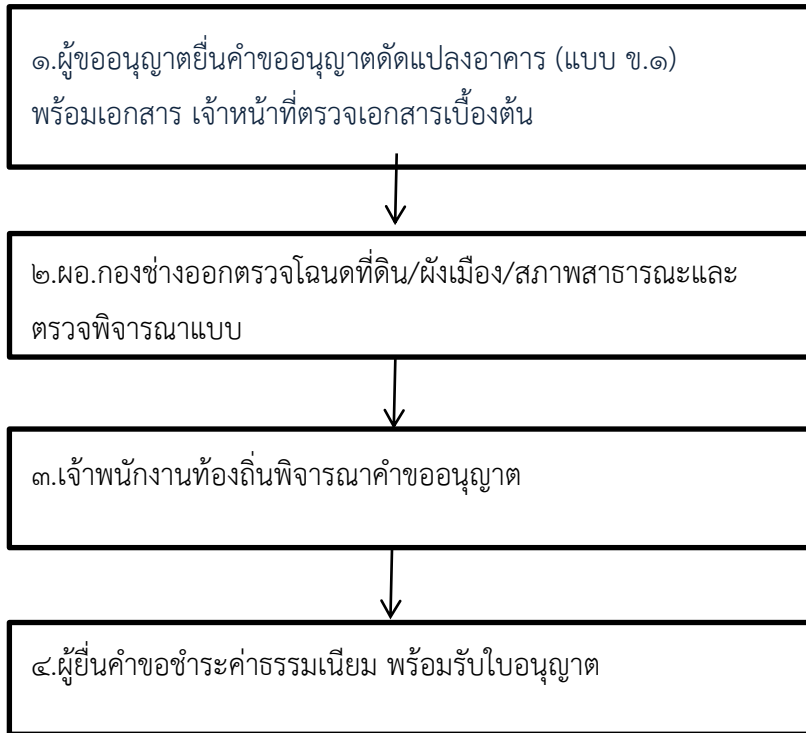 ๑.ผู้ขออนุญาตยื่นคำขออนุญาตดัดแปลงอาคาร (แบบ ข.๑)
พร้อมเอกสาร เจ้าหน้าที่ตรวจเอกสารเบื้องต้น
๒.ผอ.กองช่างออกตรวจโฉนดที่ดิน/ผังเมือง/สภาพสาธารณะและ
ตรวจพิจารณาแบบ
๓.เจ้าพนักงานท้องถิ่นพิจารณาคำขออนุญาต
๔.ผู้ยื่นคำขอชำระค่าธรรมเนียม พร้อมรับใบอนุญาต